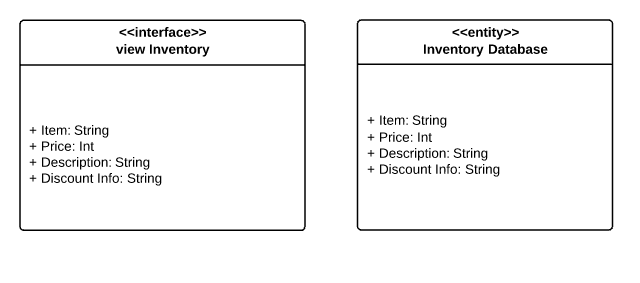 <<interface>>
view Inventory
+ Item: String
+ Price: Int
+ Description: String
+ Discount Info: String
<<entity>>
Inventory Database
+ Item: String
+ Price: Int
+ Description: String
+ Discount Info: String